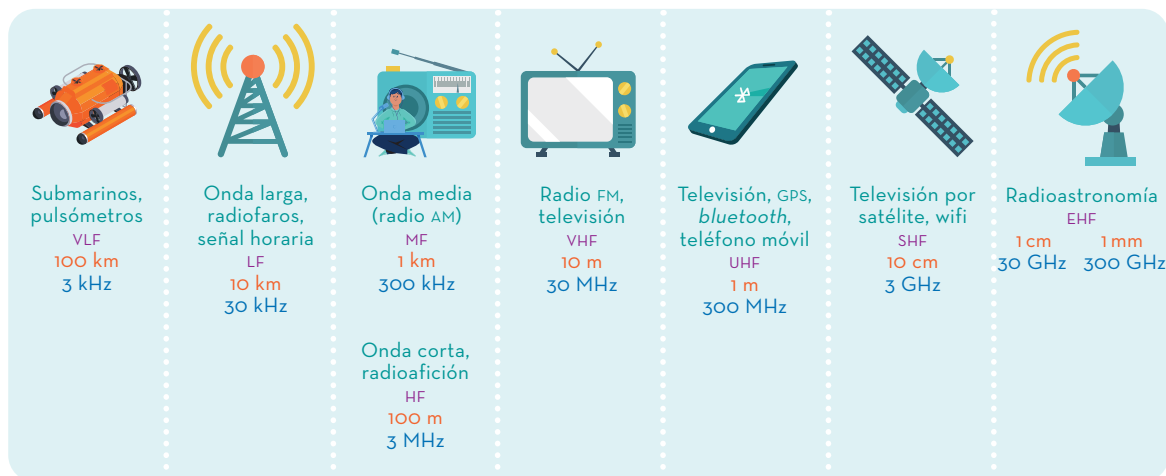 Submarinos,
pulsómetros
VLF
100 km
3 kHz
Onda larga,
radiofaros,
señal horaria
LF
10 km
30 kHz
Onda media
(radio AM)
MF
1 km
300 kHz
Onda corta,
radioafición
HF
100 m
3 MHz
Radio FM,
televisión
VHF
10 m
30 MHz
Televisión, GPS,
bluetooth,
teléfono móvil
UHF
1 m
300 MHz
Televisión por
satélite, wifi
SHF
10 cm
3 GHz
Radioastronomía
EHF
1 cm 1 mm
30 GHz 300 GHz